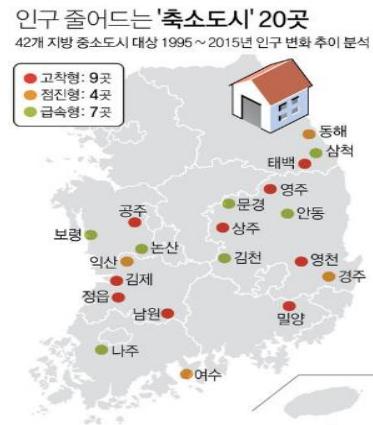 인구 줄어드는 '축소도시' 20곳
42개 지방 중소도시 대상 1995～2015년 인구 변화 추이 분석
고착형: 9곳
점진형: 4곳
급속형: 7곳
동해
삼척
태백
영주
문경
안동
공주
상주
보령
논산
김천
영천
익산
경주
김제
정읍
남원
밀양
나주
여수